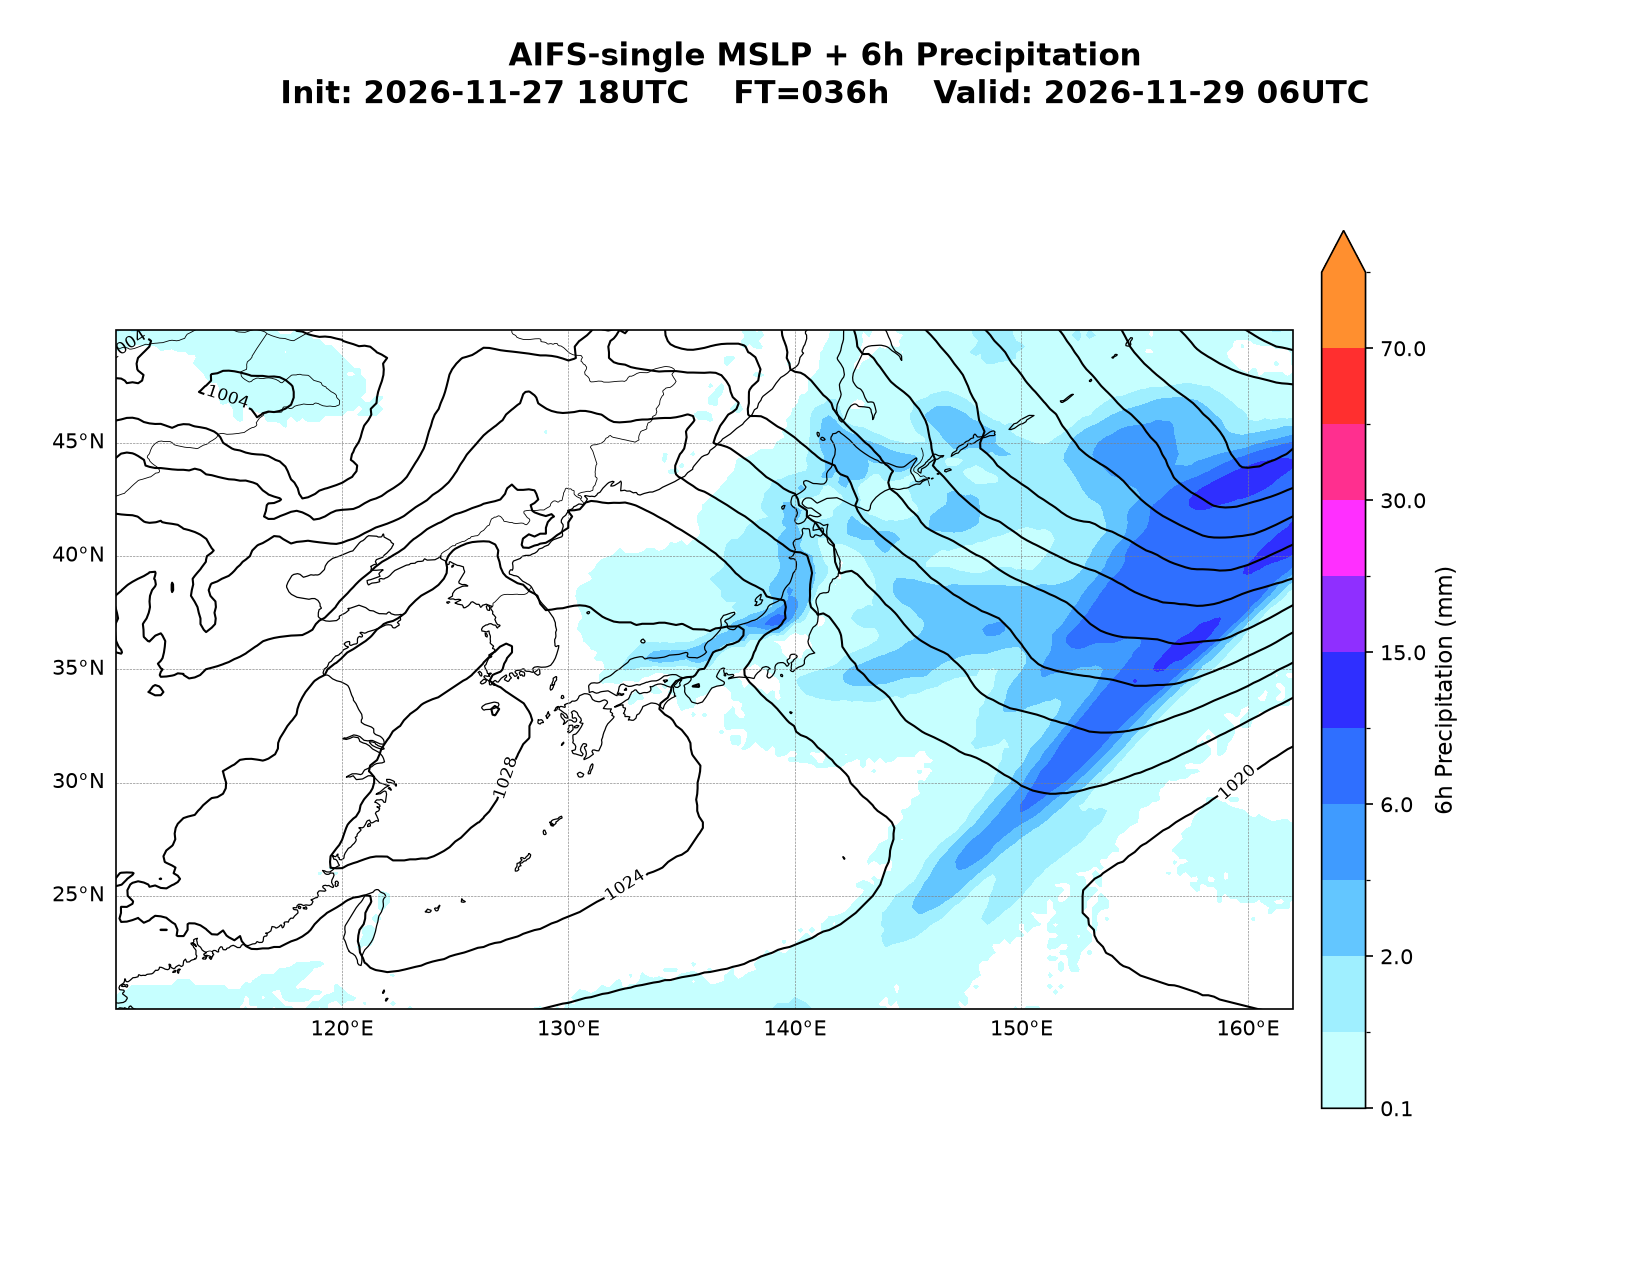 AIFS-single MSLP + 6h Precipitation
Init: 2026-11-27 18UTC    FT=036h    Valid: 2026-11-29 06UTC
004
1004
1028
1024
1020
45°N
40°N
35°N
30°N
25°N
120°E
130°E
140°E
150°E
160°E
70.0
30.0
15.0
6.0
2.0
0.1
6h Precipitation (mm)